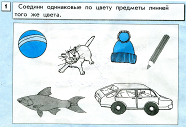 1 Соедини одинаковые по цвету предметы линией
того же цвета.